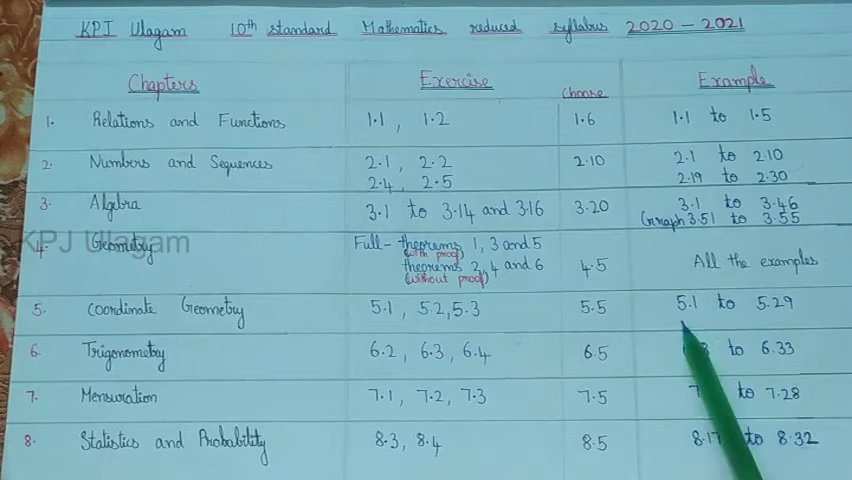 KPJ Ulagam 10th standard Mathematics reduced syllabus 2020 - 2021
Chapters Exercise Choose Example
1. Relations and Functions 1.1, 1.2 1.6 1.1 to 1.5
2. Numbers and Sequences 2.1, 2.2 2.10 2.1 to 2.10
2.4, 2.5 2.19 to 2.30
3. Algebra 3.1 to 3.14 and 3.16 3.20 3.1 to 3.46
Graph 3.51 to 3.55
KPJ Ulagam
4. Geometry Full - theorems 1, 3 and 5
(with proof)
theorems 2, 4 and 6 4.5 All the examples
(without proof)
5. Coordinate Geometry 5.1, 5.2, 5.3 5.5 5.1 to 5.29
6. Trigonometry 6.2, 6.3, 6.4 6.5 to 6.33
7. Mensuration 7.1, 7.2, 7.3 7.5 to 7.28
8. Statistics and Probability 8.3, 8.4 8.5 8.17 to 8.32